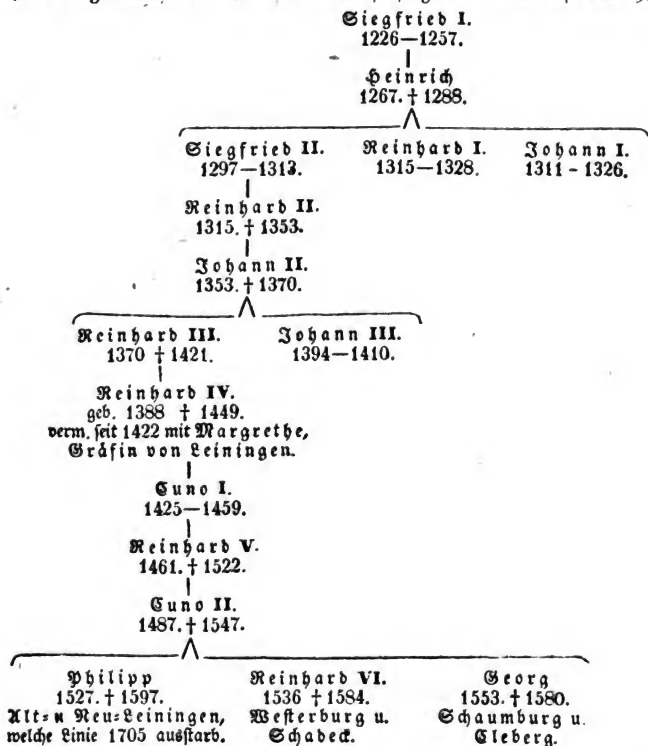 Siegfried I.
1226—1257.
Heinrich
1267. † 1288.
Siegfried II. Reinhard I. Johann I.
1297—1313. 1315—1328. 1311 - 1326.
Reinhard II.
1315. † 1353.
Johann II.
1353. † 1370.
Reinhard III. Johann III.
1370 † 1421. 1394—1410.
Reinhard IV.
geb. 1388 † 1449.
verm. seit 1422 mit Margrethe,
Gräfin von Leiningen.
Cuno I.
1425—1459.
Reinhard V.
1461. † 1522.
Cuno II.
1487. † 1547.
Philipp Reinhard VI. Georg
1527. † 1597. 1536 † 1584. 1553. † 1580.
Alt= u Neu=Leiningen, Westerburg u. Schaumburg u.
welche Linie 1705 ausstarb. Schadeck. Cleberg.